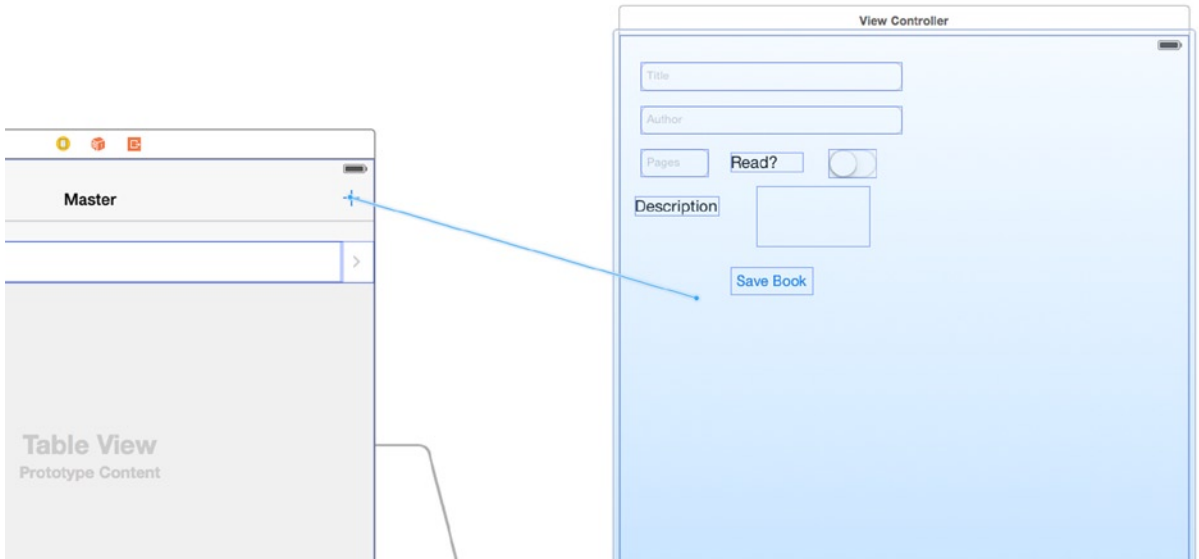 View Controller
Title
Author
Pages
Read?
Description
Save Book
Master
Table View
Prototype Content